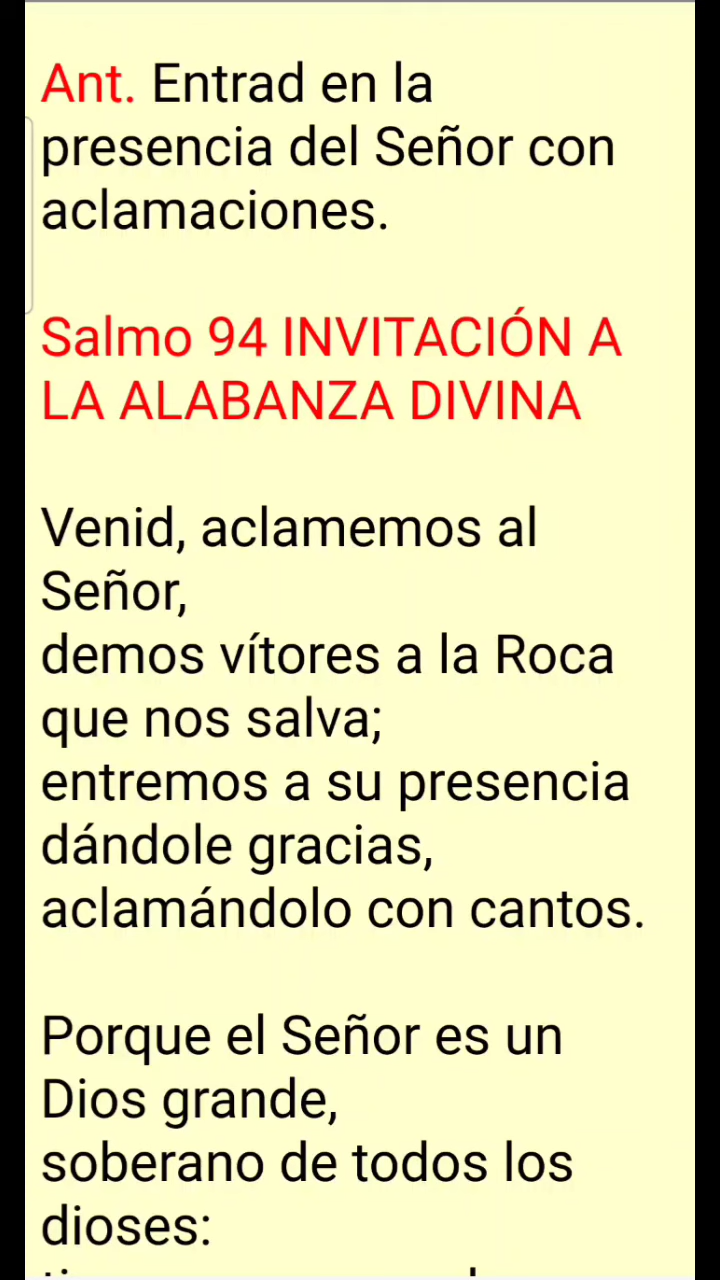 Ant. Entrad en la
presencia del Señor con
aclamaciones.
Salmo 94 INVITACIÓN A
LA ALABANZA DIVINA
Venid, aclamemos al
Señor,
demos vítores a la Roca
que nos salva;
entremos a su presencia
dándole gracias,
aclamándolo con cantos.
Porque el Señor es un
Dios grande,
soberano de todos los
dioses: